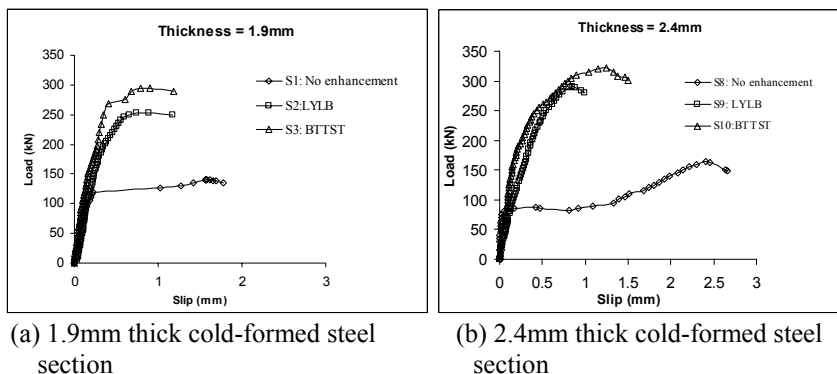 Thickness = 1.9mm
350
300
250
200
150
100
50
0
Load (kN)
S1: No enhancement
S2:LYLB
S3: BTTST
0
1
2
3
Slip (mm)
(a) 1.9mm thick cold-formed steel
section
Thickness = 2.4mm
350
300
250
200
150
100
50
0
Load (kN)
S8: No enhancement
S9: LYLB
S10:BTTST
0
0.5
1
1.5
2
2.5
3
Slip (mm)
(b) 2.4mm thick cold-formed steel
section